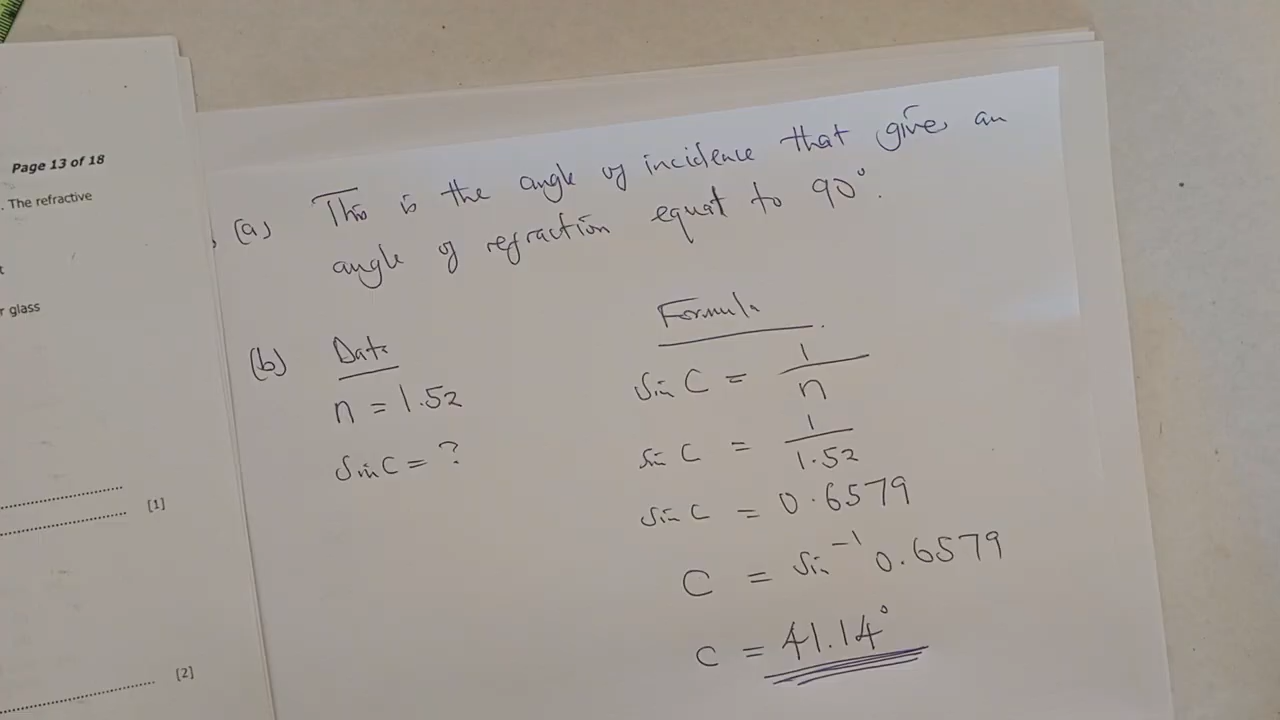 Page 13 of 18
. The refractive
r glass
[1]
[2]
(a) This is the angle of incidence that give an
angle of refraction equat to 90°.
(b) Data
n = 1.52
Sin C = ?
Formula
Sin C = 1/n
Sin C = 1/1.52
Sin C = 0.6579
C = Sin⁻¹ 0.6579
C = 41.14°